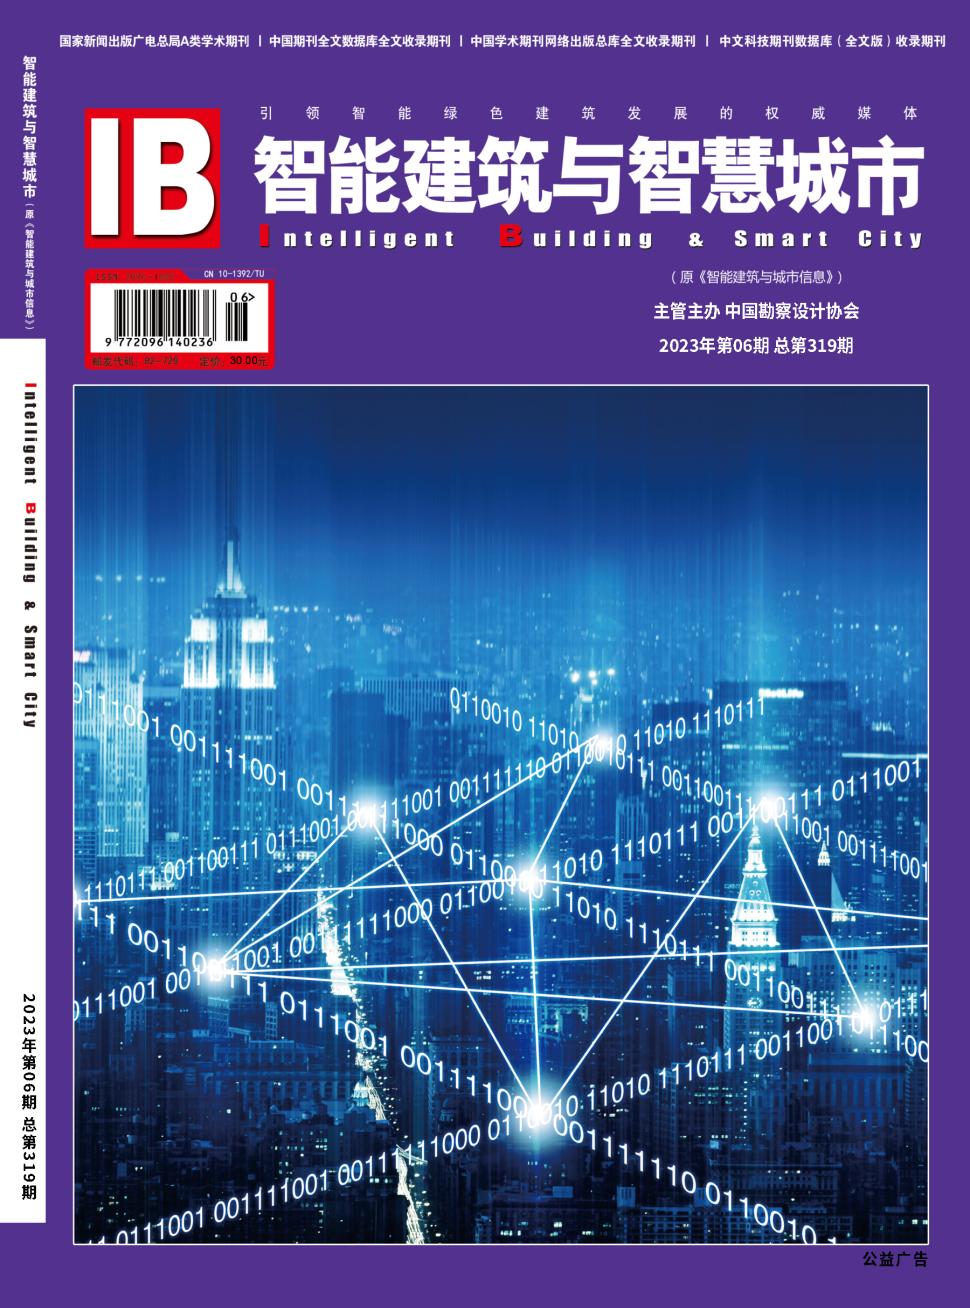 国家新闻出版广电总局A类学术期刊 | 中国期刊全文数据库全文收录期刊 | 中国学术期刊网络出版总库全文收录期刊 | 中文科技期刊数据库（全文版）收录期刊
引领智能绿色建筑发展的权威媒体
IB
智能建筑与智慧城市
Intelligent Building & Smart City
CN 10-1392/TU
06>
9 772096 140236
邮发代号：82-729 定价：30.00元
（原《智能建筑与城市信息》）
主管主办 中国勘察设计协会
2023年第06期 总第319期
智能建筑与智慧城市（原《智能建筑与城市信息》）
Intelligent Building & Smart City
2023年第06期 总第319期
MetLife
公益广告